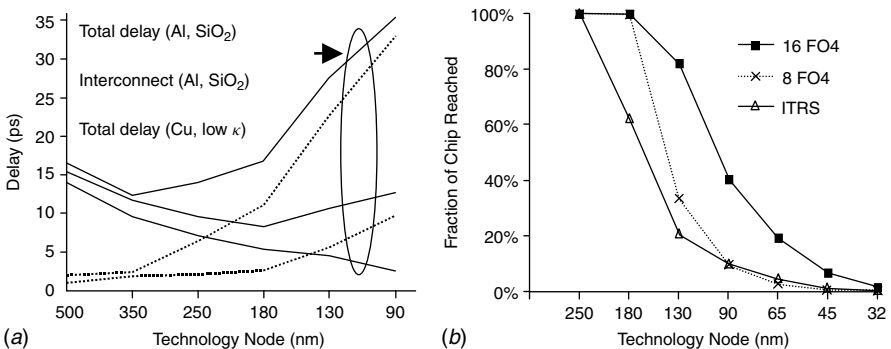 35
30
25
20
15
10
5
0
Delay (ps)
Total delay (Al, SiO2)
Interconnect (Al, SiO2)
Total delay (Cu, low κ)
500 350 250 180 130 90
Technology Node (nm)
(a)
100%
80%
60%
40%
20%
0%
Fraction of Chip Reached
16 FO4
8 FO4
ITRS
250 180 130 90 65 45 32
Technology Node (nm)
(b)